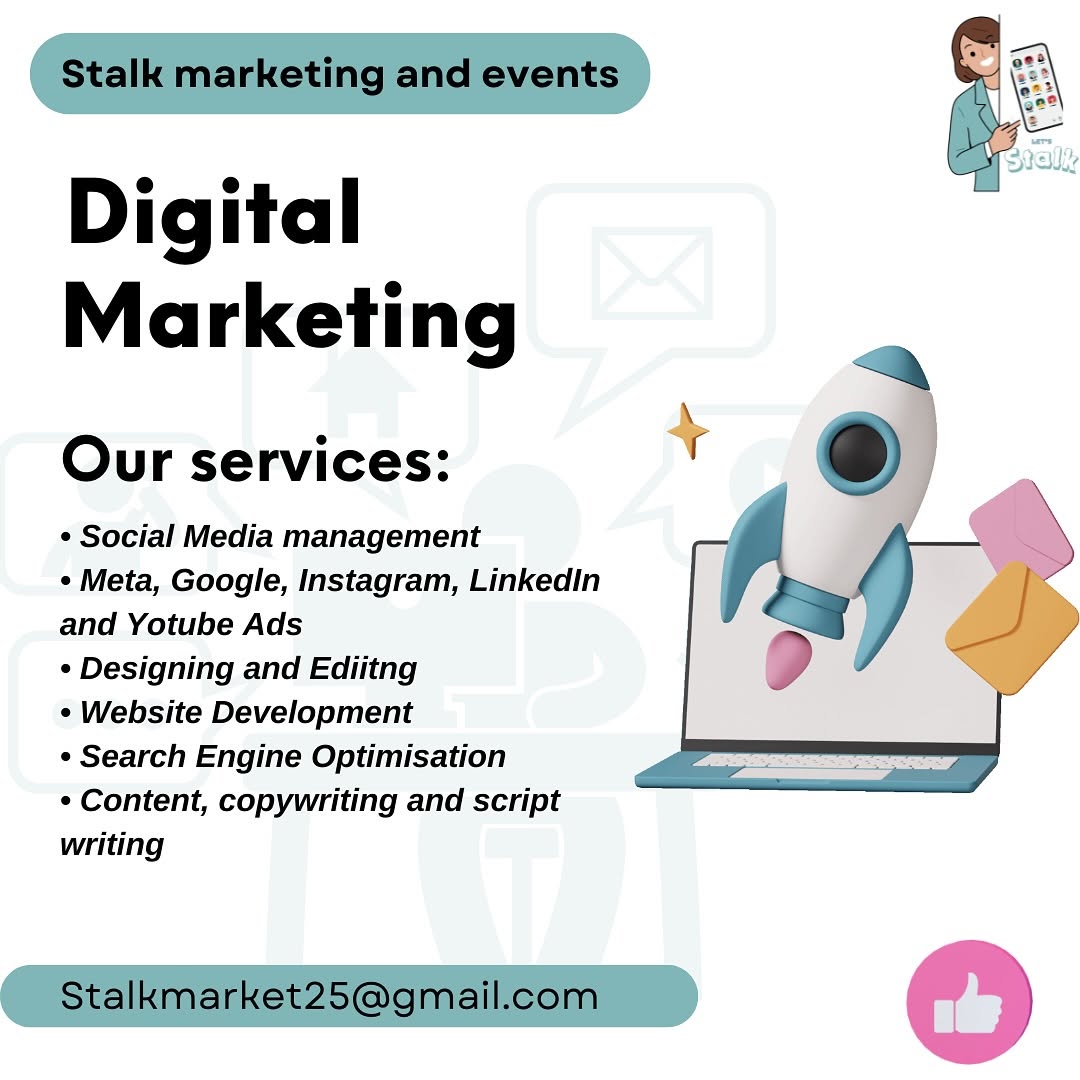 Stalk marketing and events
LET'S
Stalk
Digital
Marketing
Our services:
• Social Media management
• Meta, Google, Instagram, LinkedIn
and Yotube Ads
• Designing and Ediitng
• Website Development
• Search Engine Optimisation
• Content, copywriting and script
writing
Stalkmarket25@gmail.com